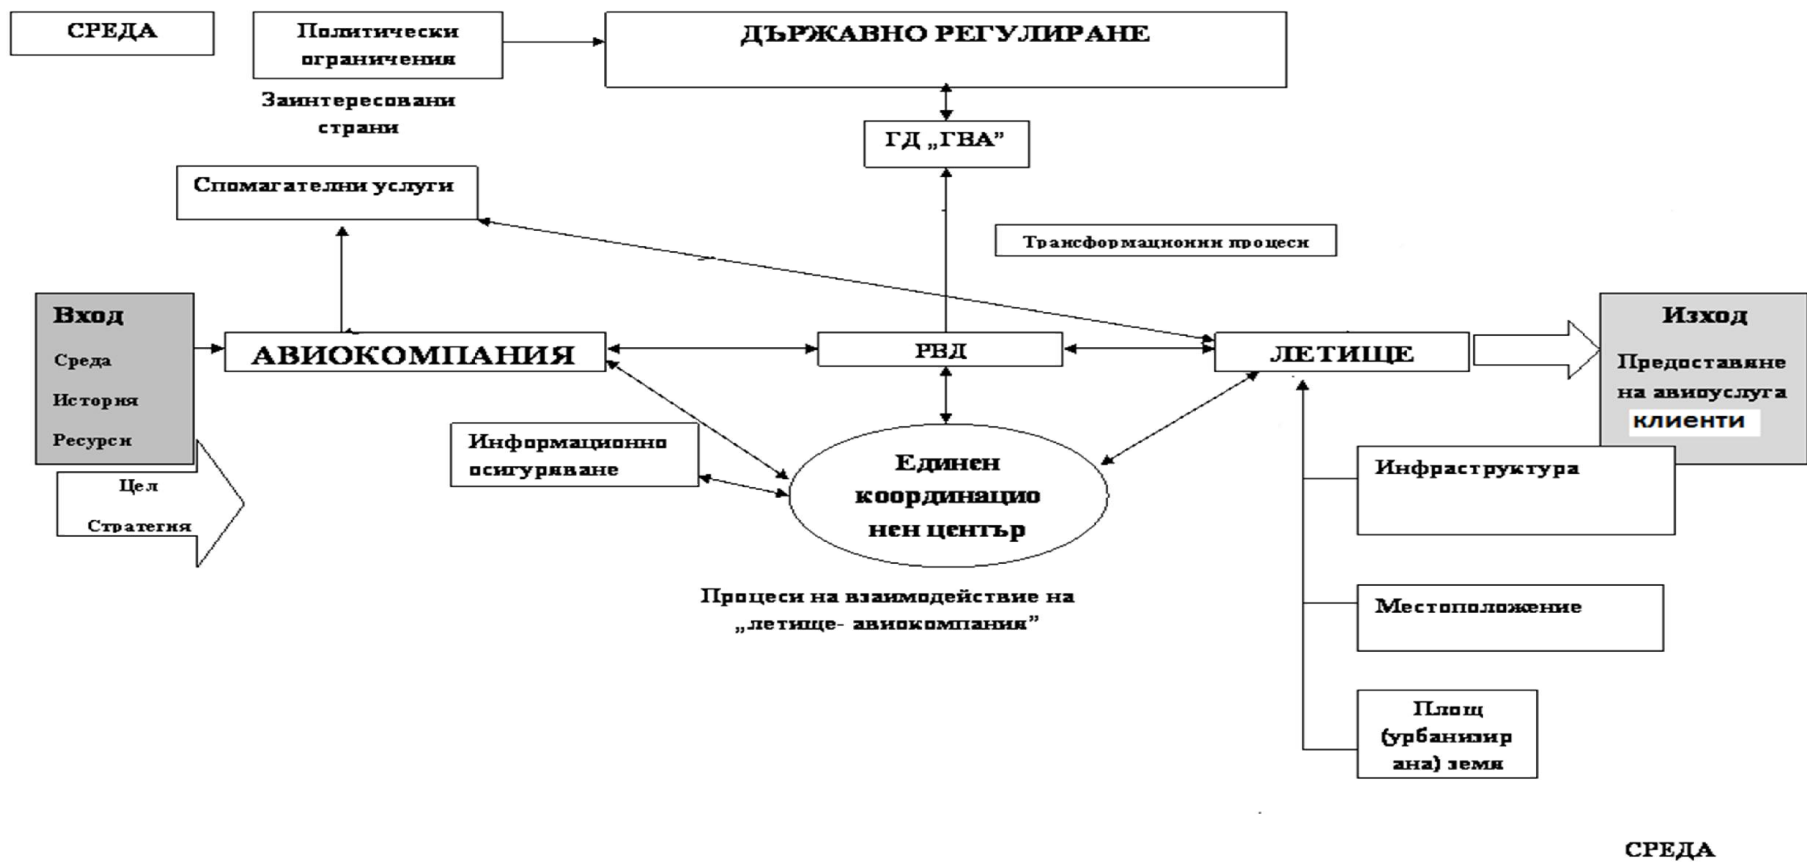 СРЕДА
Политически
ограничения
ДЪРЖАВНО РЕГУЛИРАНЕ
Заинтересовани
страни
ГД „ГВА”
Спомагателни услуги
Трансформационни процеси
Вход
Среда
История
Ресурси
АВИОКОМПАНИЯ
РВД
ЛЕТИЩЕ
Изход
Предоставяне
на авиоуслуга
клиенти
Цел
Стратегия
Информационно
осигуряване
Единен
координацио
нен център
Инфраструктура
Процеси на взаимодействие на
„летище- авиокомпания”
Местоположение
Площ
(урбанизир
ана) земя
СРЕДА